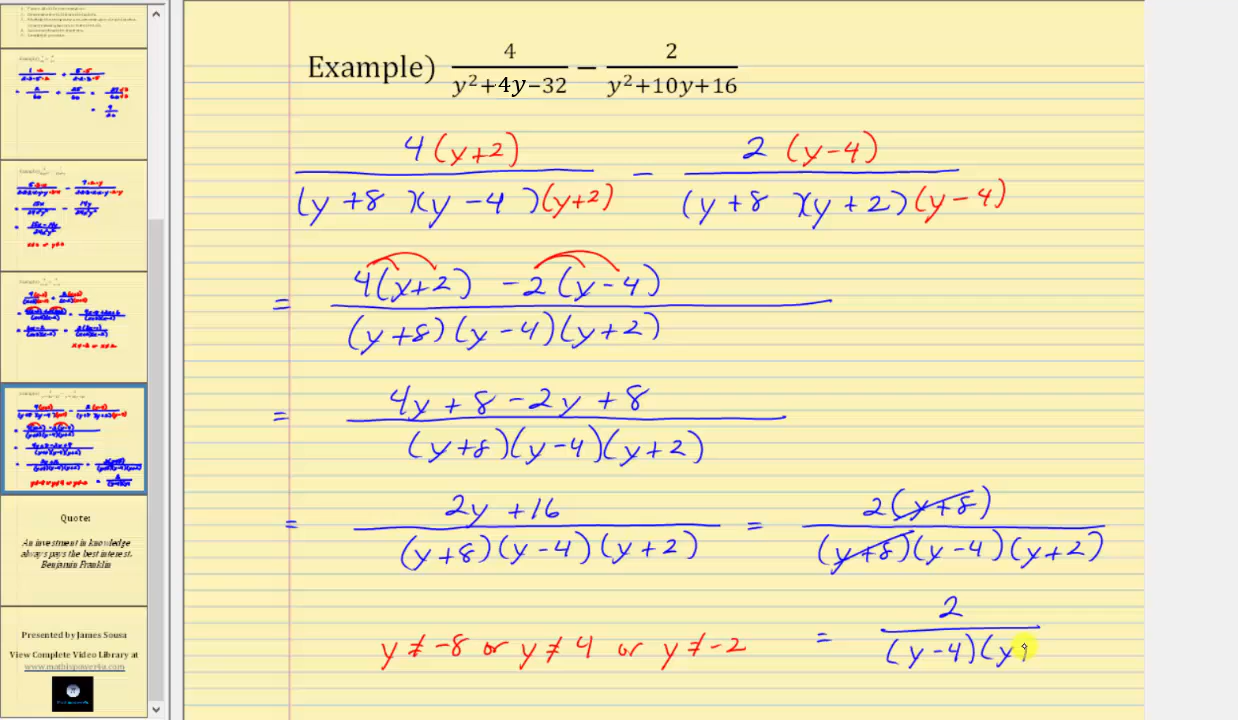 Example) 4/(y²+4y−32) − 2/(y²+10y+16)
4(y+2)/((y+8)(y−4)(y+2)) − 2(y−4)/((y+8)(y+2)(y−4))
= (4(y+2) −2(y−4))/((y+8)(y−4)(y+2))
= (4y+8−2y+8)/((y+8)(y−4)(y+2))
= (2y+16)/((y+8)(y−4)(y+2)) = 2(y+8)/((y+8)(y−4)(y+2))
y≠−8 or y≠4 or y≠−2 = 2/((y−4)(y
Quote:
An investment in knowledge
always pays the best interest.
Benjamin Franklin
Presented by James Sousa
View Complete Video Library at
www.mathispower4u.com